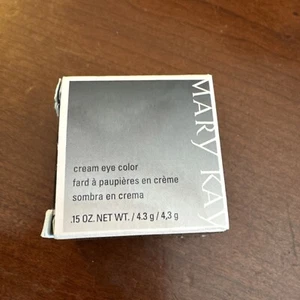 MARY KAY
cream eye color
fard à paupières en crème
sombra en crema
.15 OZ. NET WT. / 4.3 g / 4,3 g